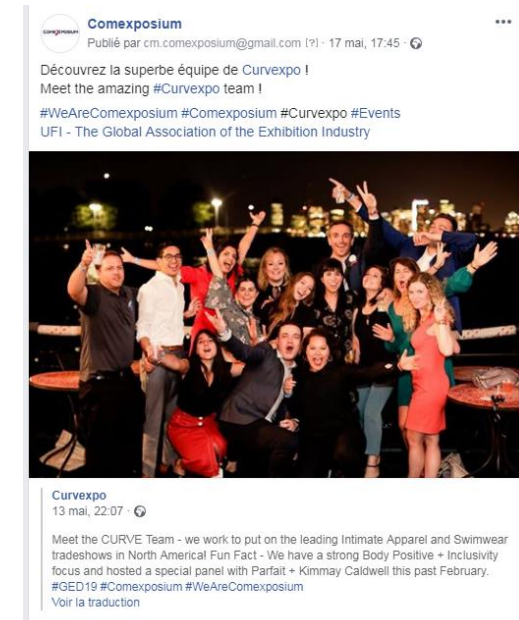 COMEXPOSIUM
Comexposium
Publié par cm.comexposium@gmail.com [?] · 17 mai, 17:45 ·
Découvrez la superbe équipe de Curvexpo !
Meet the amazing #Curvexpo team !
#WeAreComexposium #Comexposium #Curvexpo #Events
UFI - The Global Association of the Exhibition Industry
Curvexpo
13 mai, 22:07 ·
Meet the CURVE Team - we work to put on the leading Intimate Apparel and Swimwear
tradeshows in North America! Fun Fact - We have a strong Body Positive + Inclusivity
focus and hosted a special panel with Parfait + Kimmay Caldwell this past February.
#GED19 #Comexposium #WeAreComexposium
Voir la traduction